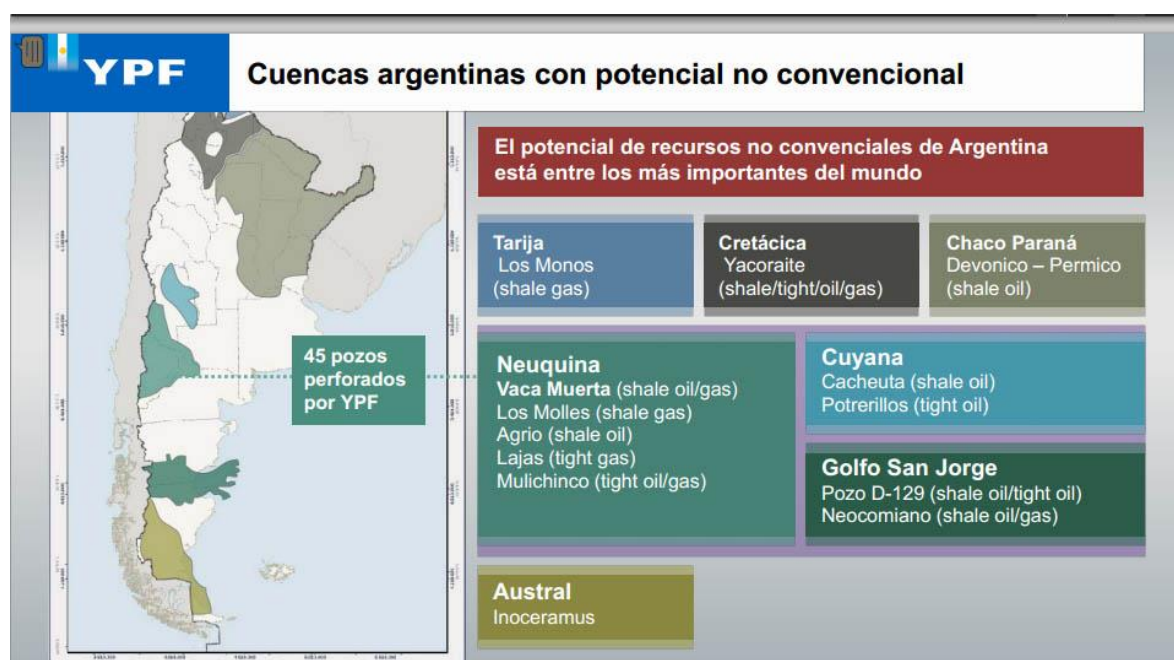 YPF
Cuencas argentinas con potencial no convencional
El potencial de recursos no convenciales de Argentina
está entre los más importantes del mundo
Tarija
Los Monos
(shale gas)
Cretácica
Yacoraite
(shale/tight/oil/gas)
Chaco Paraná
Devonico – Permico
(shale oil)
45 pozos
perforados
por YPF
Neuquina
Vaca Muerta (shale oil/gas)
Los Molles (shale gas)
Agrio (shale oil)
Lajas (tight gas)
Mulichinco (tight oil/gas)
Cuyana
Cacheuta (shale oil)
Potrerillos (tight oil)
Golfo San Jorge
Pozo D-129 (shale oil/tight oil)
Neocomiano (shale oil/gas)
Austral
Inoceramus